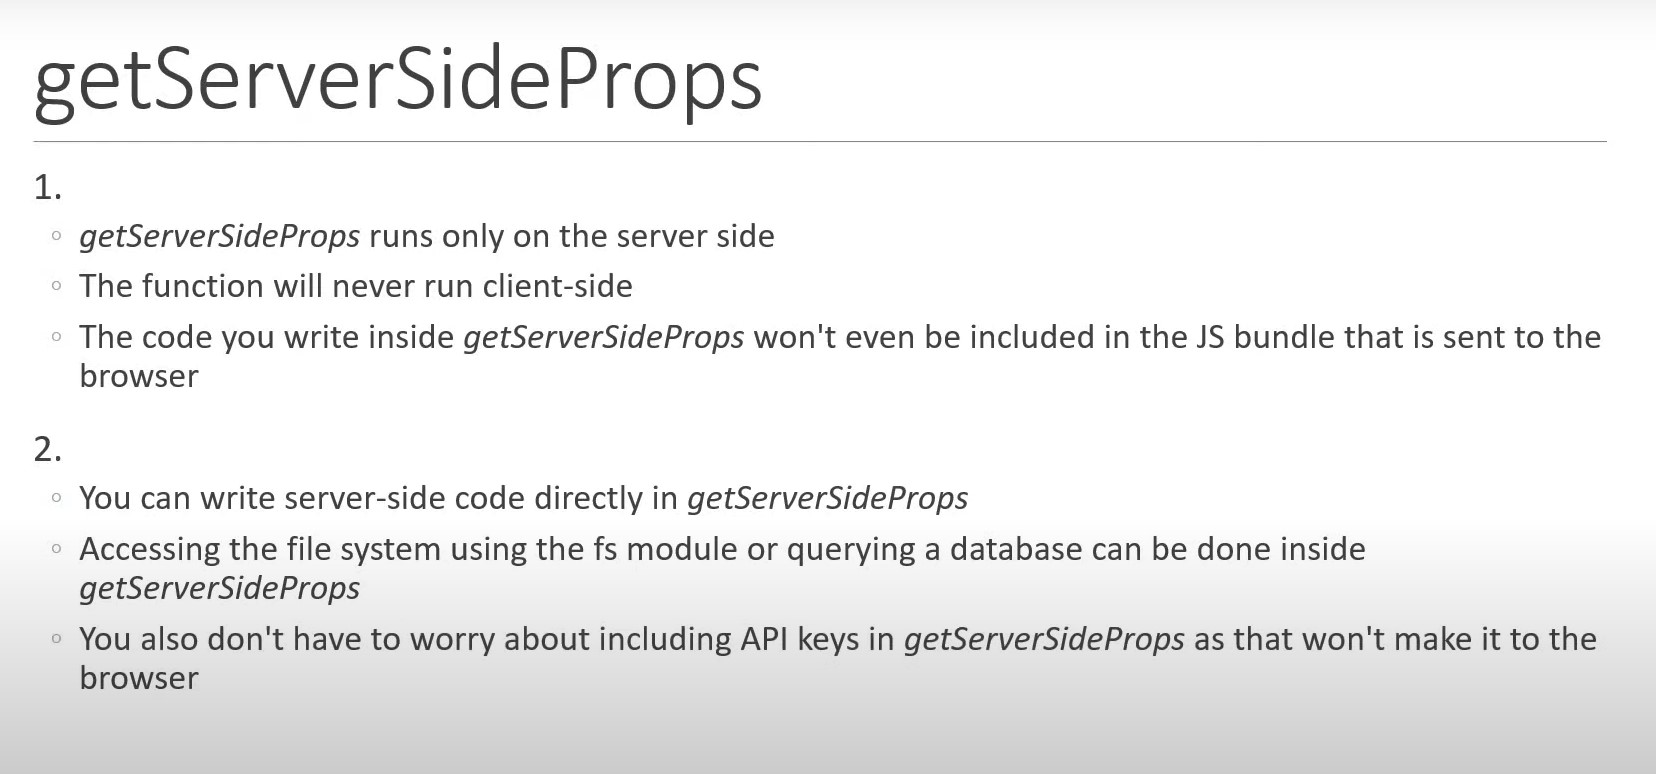 getServerSideProps
1.
◦ getServerSideProps runs only on the server side
◦ The function will never run client-side
◦ The code you write inside getServerSideProps won't even be included in the JS bundle that is sent to the
browser
2.
◦ You can write server-side code directly in getServerSideProps
◦ Accessing the file system using the fs module or querying a database can be done inside
getServerSideProps
◦ You also don't have to worry about including API keys in getServerSideProps as that won't make it to the
browser